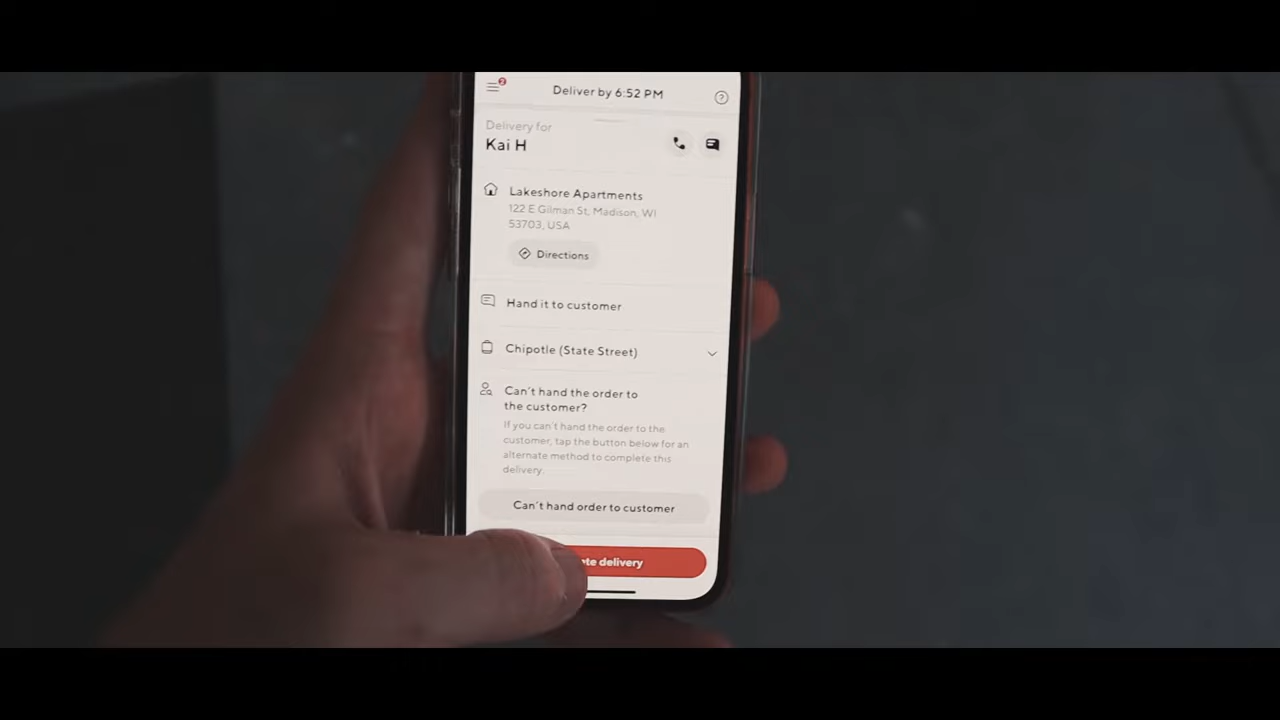 2
Deliver by 6:52 PM
?
Delivery for
Kai H
Lakeshore Apartments
122 E Gilman St, Madison, WI
53703, USA
Directions
Hand it to customer
Chipotle (State Street)
Can't hand the order to
the customer?
If you can't hand the order to the
customer, tap the button below for an
alternate method to complete this
delivery.
Can't hand order to customer
delivery